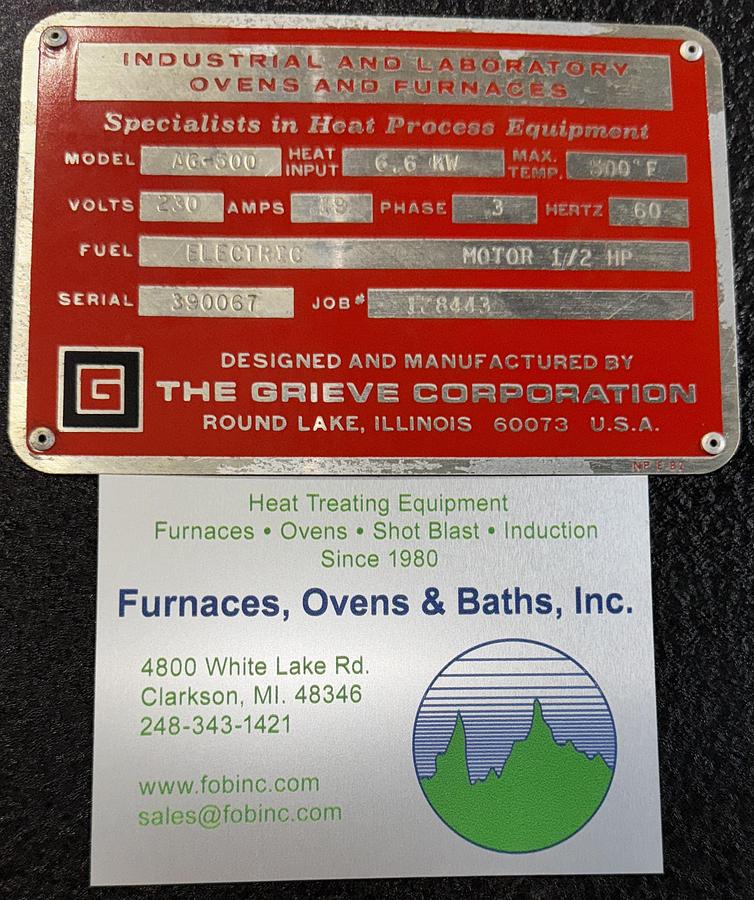 INDUSTRIAL AND LABORATORY
OVENS AND FURNACES
Specialists in Heat Process Equipment
MODEL AG-500 HEAT INPUT 6.6 KW MAX. TEMP. 500°F
VOLTS 230 AMPS 18 PHASE 3 HERTZ 60
FUEL ELECTRIC MOTOR 1/2 HP
SERIAL 390067 JOB#
G
DESIGNED AND MANUFACTURED BY
THE GRIEVE CORPORATION
ROUND LAKE, ILLINOIS 60073 U.S.A.
Heat Treating Equipment
Furnaces • Ovens • Shot Blast • Induction
Since 1980
Furnaces, Ovens & Baths, Inc.
4800 White Lake Rd.
Clarkson, MI. 48346
248-343-1421
www.fobinc.com
sales@fobinc.com